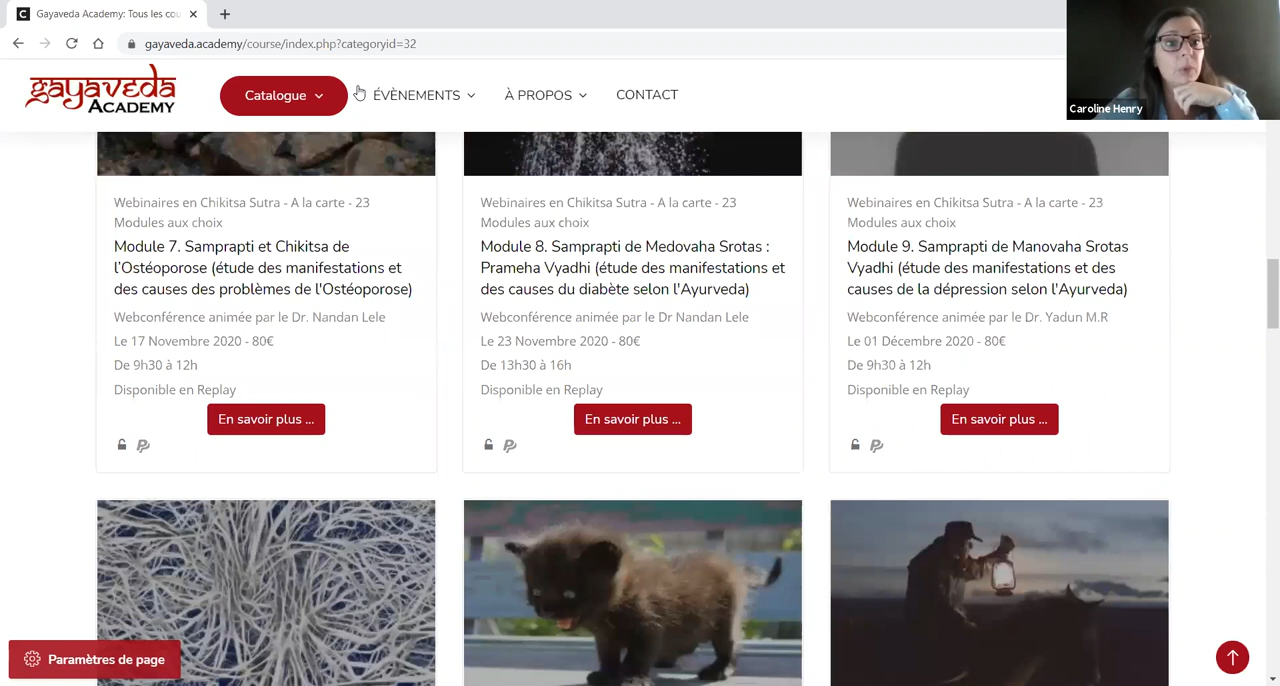 Gayaveda Academy: Tous les cou
gayaveda.academy/course/index.php?categoryid=32
gayaveda
ACADEMY
Catalogue
ÉVÈNEMENTS
À PROPOS
CONTACT
Caroline Henry
Webinaires en Chikitsa Sutra - A la carte - 23
Modules aux choix
Module 7. Samprapti et Chikitsa de
l’Ostéoporose (étude des manifestations et
des causes des problèmes de l'Ostéoporose)
Webconférence animée par le Dr. Nandan Lele
Le 17 Novembre 2020 - 80€
De 9h30 à 12h
Disponible en Replay
En savoir plus ...
Webinaires en Chikitsa Sutra - A la carte - 23
Modules aux choix
Module 8. Samprapti de Medovaha Srotas :
Prameha Vyadhi (étude des manifestations et
des causes du diabète selon l'Ayurveda)
Webconférence animée par le Dr Nandan Lele
Le 23 Novembre 2020 - 80€
De 13h30 à 16h
Disponible en Replay
En savoir plus ...
Webinaires en Chikitsa Sutra - A la carte - 23
Modules aux choix
Module 9. Samprapti de Manovaha Srotas
Vyadhi (étude des manifestations et des
causes de la dépression selon l'Ayurveda)
Webconférence animée par le Dr. Yadun M.R
Le 01 Décembre 2020 - 80€
De 9h30 à 12h
Disponible en Replay
En savoir plus ...
Paramètres de page